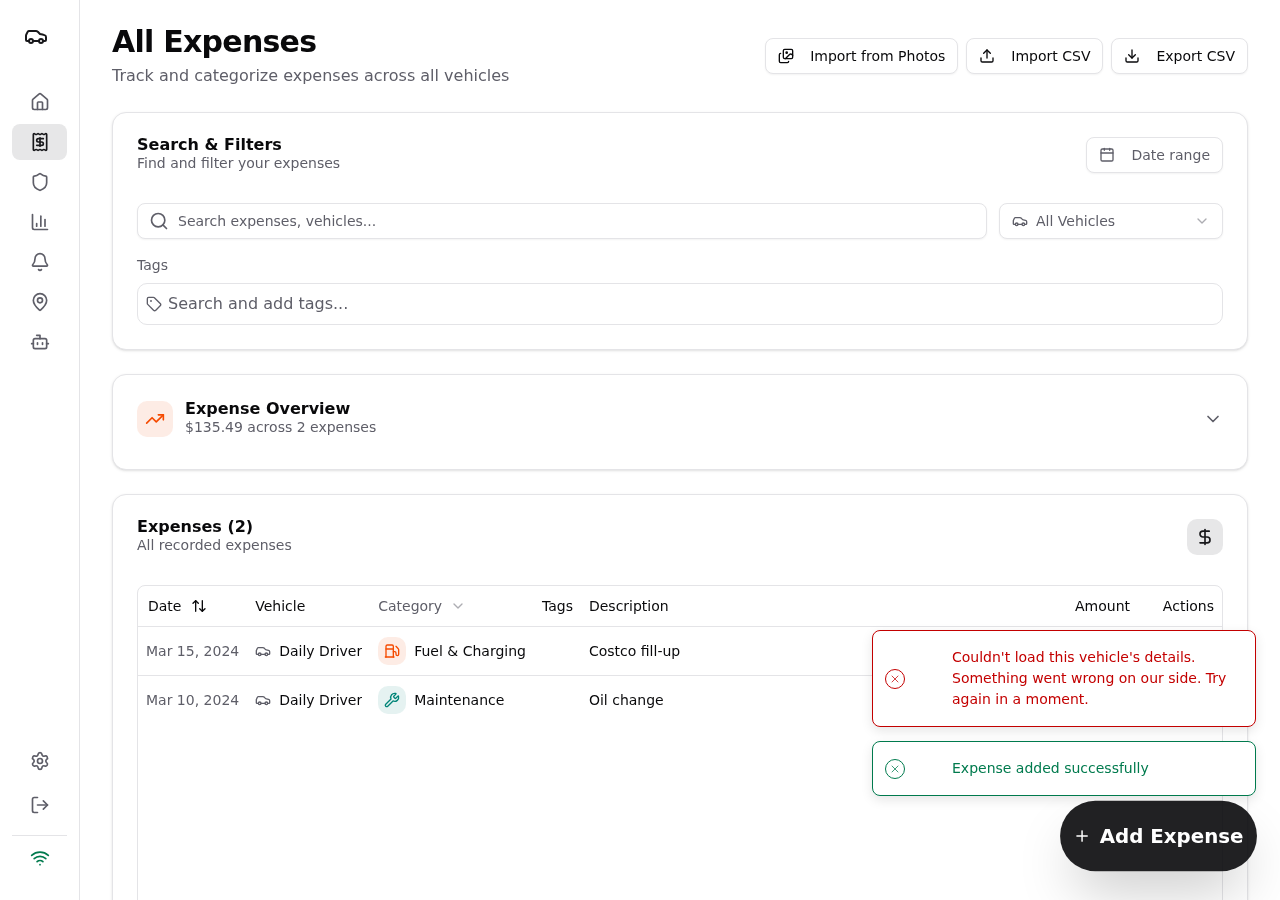 All Expenses
Track and categorize expenses across all vehicles
Import from Photos
Import CSV
Export CSV
Search & Filters
Find and filter your expenses
Date range
Search expenses, vehicles...
All Vehicles
Tags
Search and add tags...
Expense Overview
$135.49 across 2 expenses
Expenses (2)
All recorded expenses
Date Vehicle Category Tags Description Amount Actions
Mar 15, 2024 Daily Driver Fuel & Charging Costco fill-up
Mar 10, 2024 Daily Driver Maintenance Oil change
Couldn't load this vehicle's details.
Something went wrong on our side. Try
again in a moment.
Expense added successfully
Add Expense